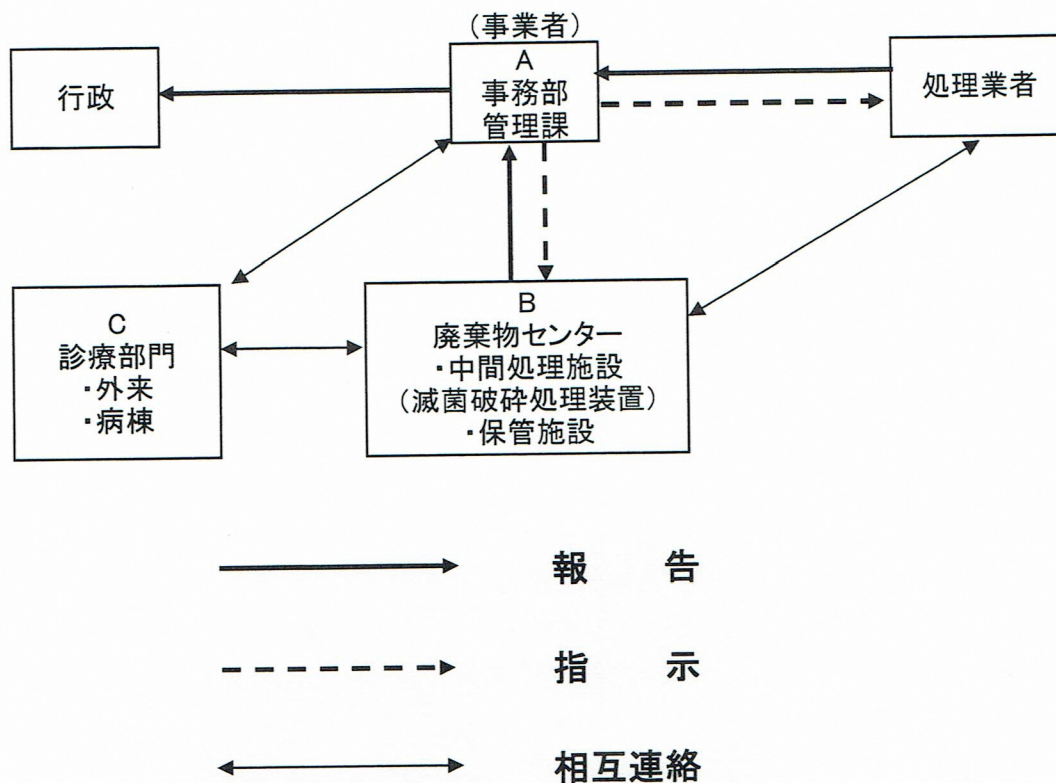 (事業者)
行政
A
事務部
管理課
処理業者
C
診療部門
・外来
・病棟
B
廃棄物センター
・中間処理施設
(滅菌破砕処理装置)
・保管施設
報 告
指 示
相互連絡